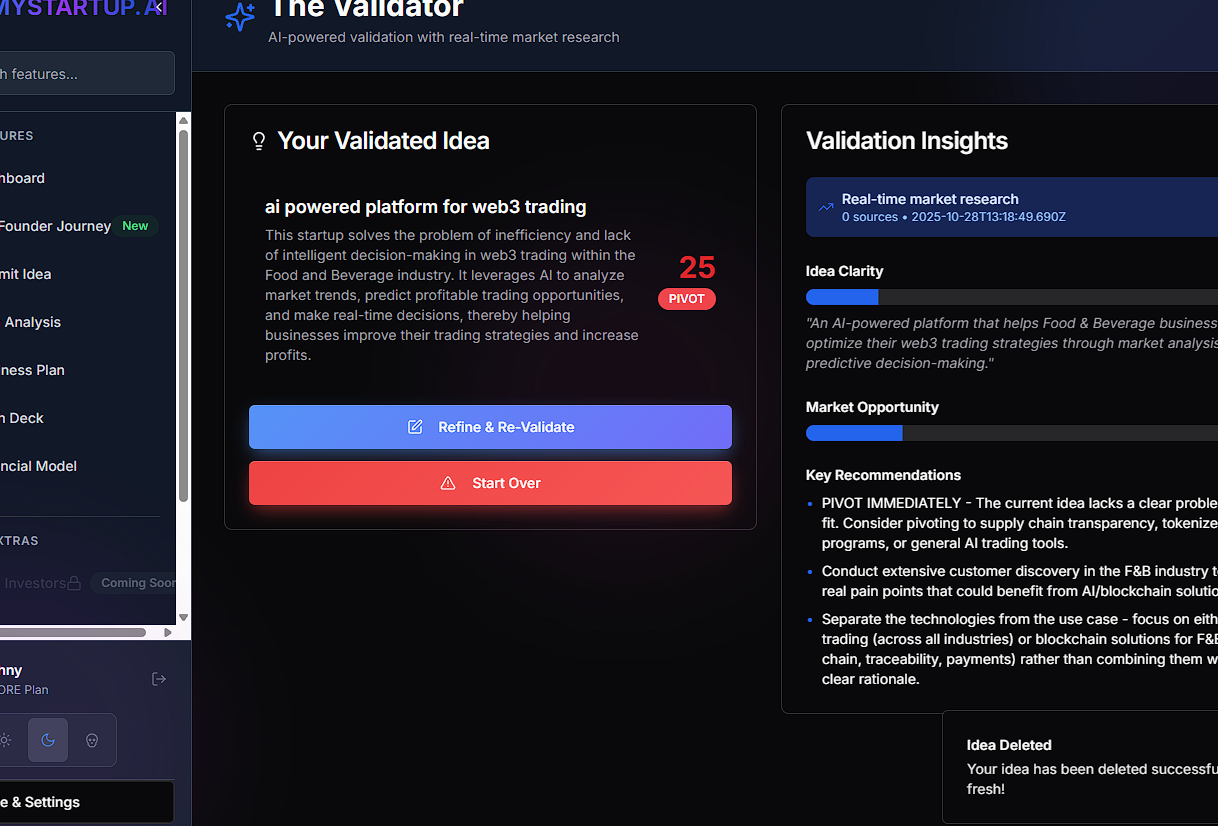 MYSTARTUP.AI
h features...
URES
hboard
Founder Journey New
mit Idea
Analysis
ness Plan
h Deck
ncial Model
XTRAS
Investors Coming Soon
nny
ORE Plan
e & Settings
The Validator
AI-powered validation with real-time market research
Your Validated Idea
ai powered platform for web3 trading
This startup solves the problem of inefficiency and lack
of intelligent decision-making in web3 trading within the
Food and Beverage industry. It leverages AI to analyze
market trends, predict profitable trading opportunities,
and make real-time decisions, thereby helping
businesses improve their trading strategies and increase
profits.
25
PIVOT
Refine & Re-Validate
Start Over
Validation Insights
Real-time market research
0 sources • 2025-10-28T13:18:49.690Z
Idea Clarity
"An AI-powered platform that helps Food & Beverage business
optimize their web3 trading strategies through market analysis
predictive decision-making."
Market Opportunity
Key Recommendations
• PIVOT IMMEDIATELY - The current idea lacks a clear proble
fit. Consider pivoting to supply chain transparency, tokenize
programs, or general AI trading tools.
• Conduct extensive customer discovery in the F&B industry t
real pain points that could benefit from AI/blockchain solutio
• Separate the technologies from the use case - focus on eith
trading (across all industries) or blockchain solutions for F&B
chain, traceability, payments) rather than combining them w
clear rationale.
Idea Deleted
Your idea has been deleted successfu
fresh!